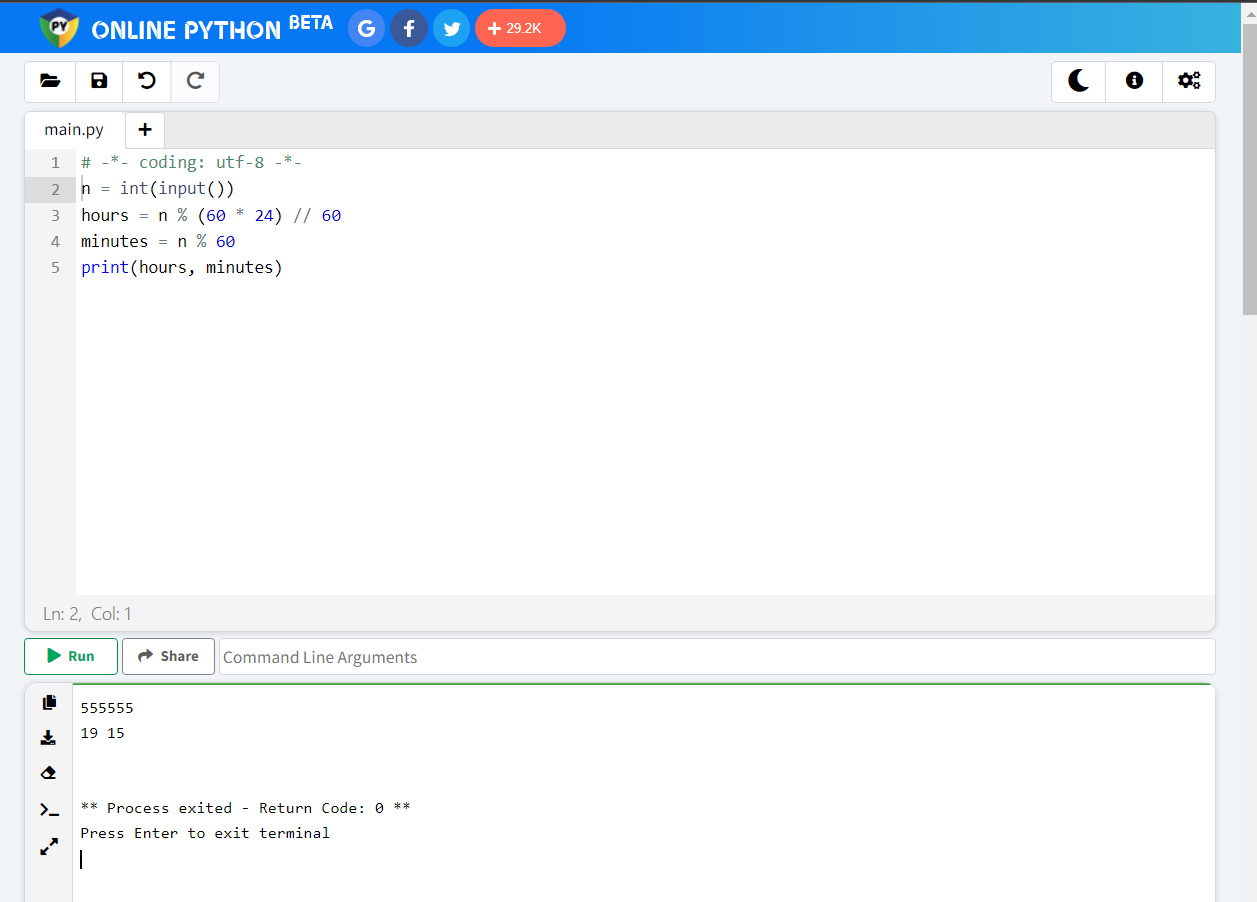 PY ONLINE PYTHON BETA G f + 29.2K
main.py +
1 # -*- coding: utf-8 -*-
2 n = int(input())
3 hours = n % (60 * 24) // 60
4 minutes = n % 60
5 print(hours, minutes)
Ln: 2, Col: 1
Run Share Command Line Arguments
555555
19 15
** Process exited - Return Code: 0 **
Press Enter to exit terminal